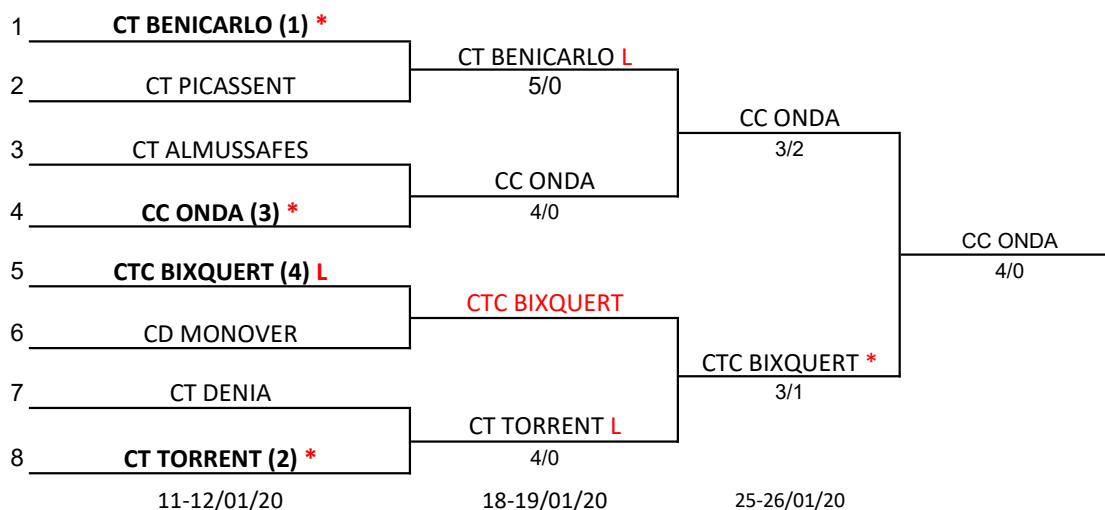 1 CT BENICARLO (1) *
2 CT PICASSENT
3 CT ALMUSSAFES
4 CC ONDA (3) *
5 CTC BIXQUERT (4) L
6 CD MONOVER
7 CT DENIA
8 CT TORRENT (2) *
11-12/01/20
CT BENICARLO L
5/0
CC ONDA
4/0
CTC BIXQUERT
CT TORRENT L
4/0
18-19/01/20
CC ONDA
3/2
CTC BIXQUERT *
3/1
25-26/01/20
CC ONDA
4/0